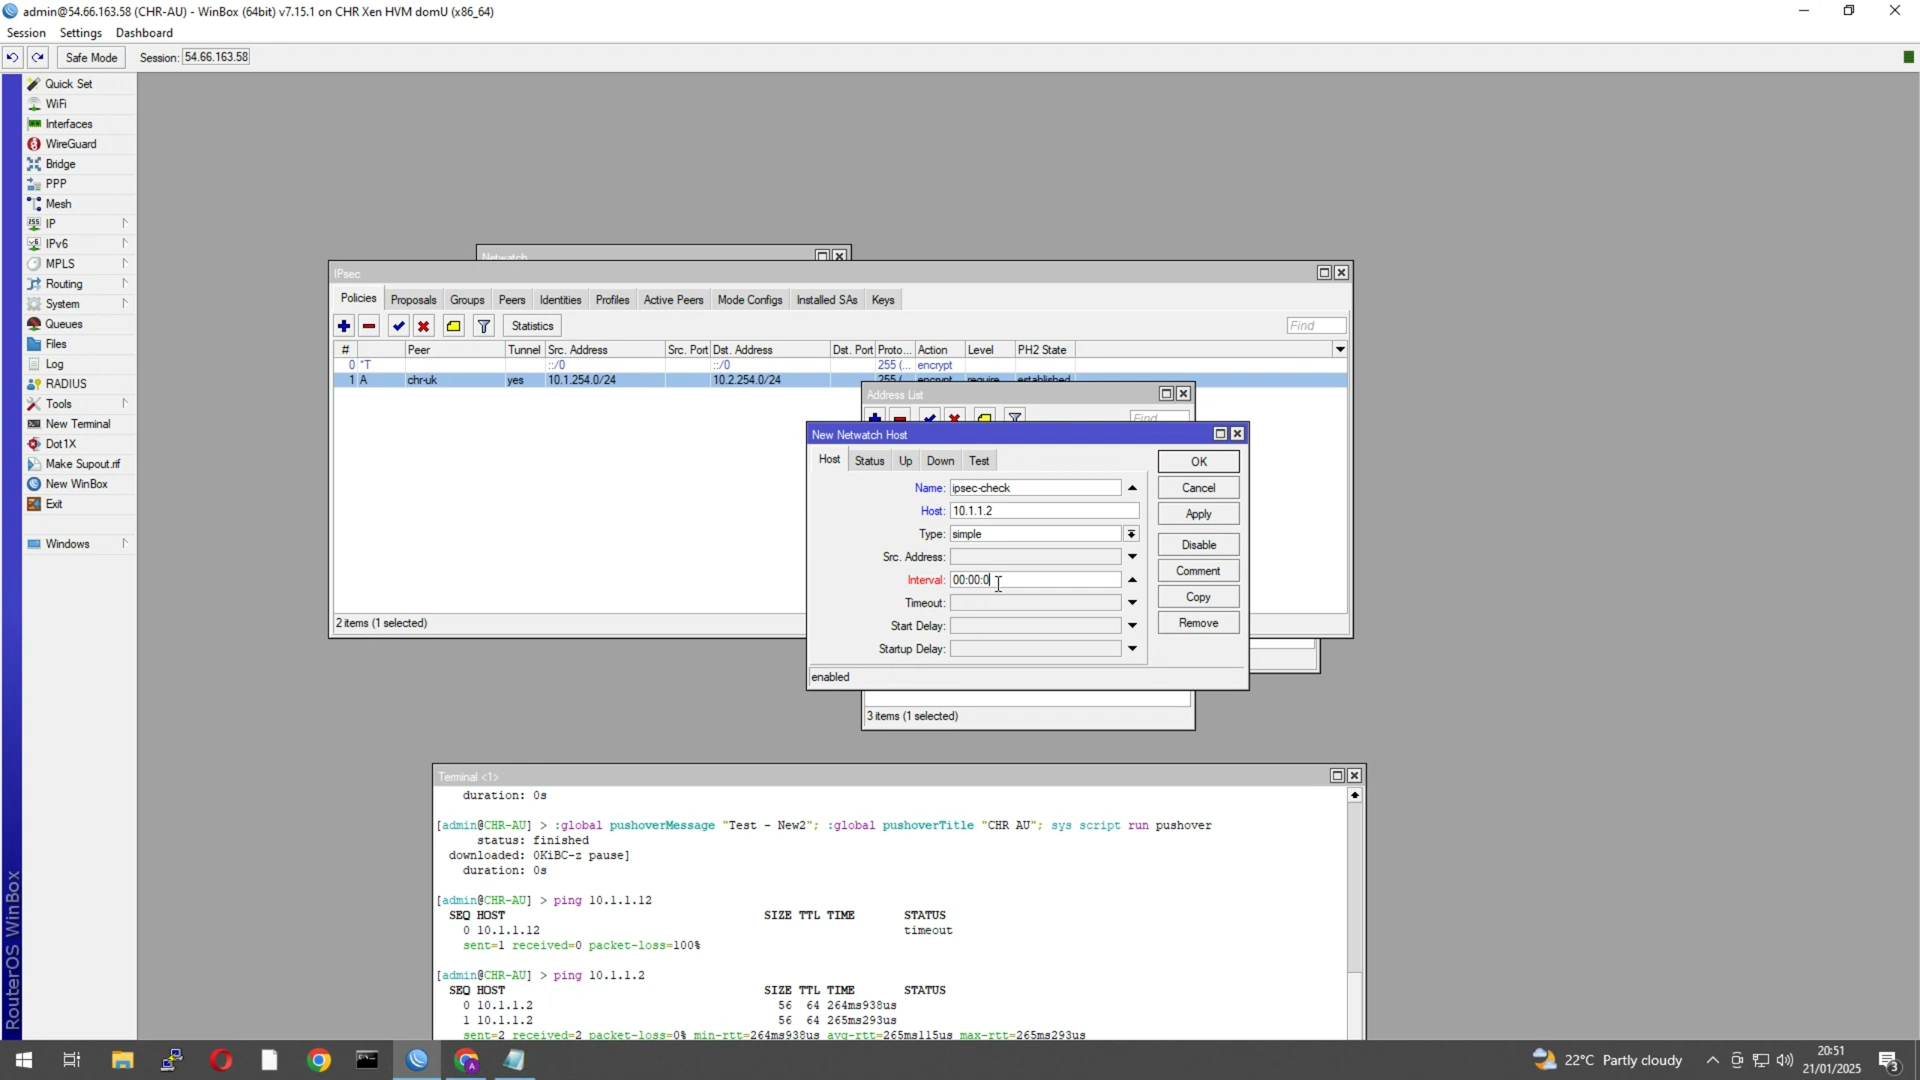 admin@54.66.163.58 (CHR-AU) - WinBox (64bit) v7.15.1 on CHR Xen HVM domU (x86_64)
Session Settings Dashboard
Safe Mode Session: 54.66.163.58
Quick Set
WiFi
Interfaces
WireGuard
Bridge
PPP
Mesh
IP
IPv6
MPLS
Routing
System
Queues
Files
Log
RADIUS
Tools
New Terminal
Dot1X
Make Supout.rif
New WinBox
Exit
Windows
RouterOS WinBox
Netwatch
IPsec
Policies Proposals Groups Peers Identities Profiles Active Peers Mode Configs Installed SAs Keys
Statistics Find
# Peer Tunnel Src. Address Src. Port Dst. Address Dst. Port Proto... Action Level PH2 State
0 *T ::/0 ::/0 255 (... encrypt
1 A chr-uk yes 10.1.254.0/24 10.2.254.0/24 255 (... encrypt require established
2 items (1 selected)
Address List
Find
3 items (1 selected)
New Netwatch Host
Host Status Up Down Test
Name: ipsec-check
Host: 10.1.1.2
Type: simple
Src. Address:
Interval: 00:00:0
Timeout:
Start Delay:
Startup Delay:
enabled
OK
Cancel
Apply
Disable
Comment
Copy
Remove
Terminal <1>
duration: 0s
[admin@CHR-AU] > :global pushoverMessage "Test - New2"; :global pushoverTitle "CHR AU"; sys script run pushover
status: finished
downloaded: 0KiBC-z pause]
duration: 0s
[admin@CHR-AU] > ping 10.1.1.12
SEQ HOST SIZE TTL TIME STATUS
0 10.1.1.12 timeout
sent=1 received=0 packet-loss=100%
[admin@CHR-AU] > ping 10.1.1.2
SEQ HOST SIZE TTL TIME STATUS
0 10.1.1.2 56 64 264ms938us
1 10.1.1.2 56 64 265ms293us
sent=2 received=2 packet-loss=0% min-rtt=264ms938us avg-rtt=265ms115us max-rtt=265ms293us
22°C Partly cloudy
20:51
21/01/2025
3